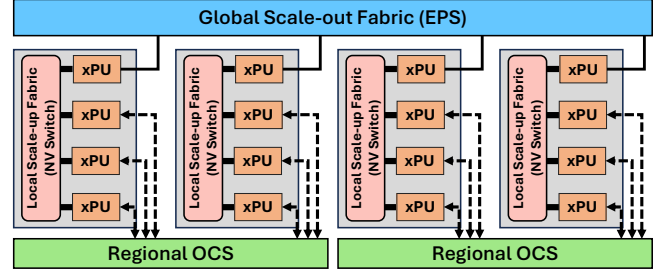 Global Scale-out Fabric (EPS)
Local Scale-up Fabric
(NV Switch)
xPU
xPU
xPU
xPU
Local Scale-up Fabric
(NV Switch)
xPU
xPU
xPU
xPU
Local Scale-up Fabric
(NV Switch)
xPU
xPU
xPU
xPU
Local Scale-up Fabric
(NV Switch)
xPU
xPU
xPU
xPU
Regional OCS
Regional OCS